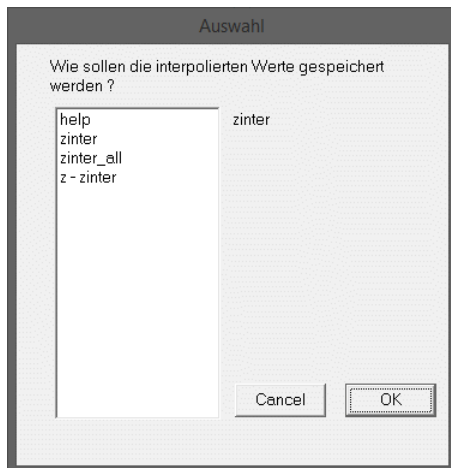 Auswahl
Wie sollen die interpolierten Werte gespeichert
werden ?
help
zinter
zinter_all
z - zinter
zinter
Cancel
OK